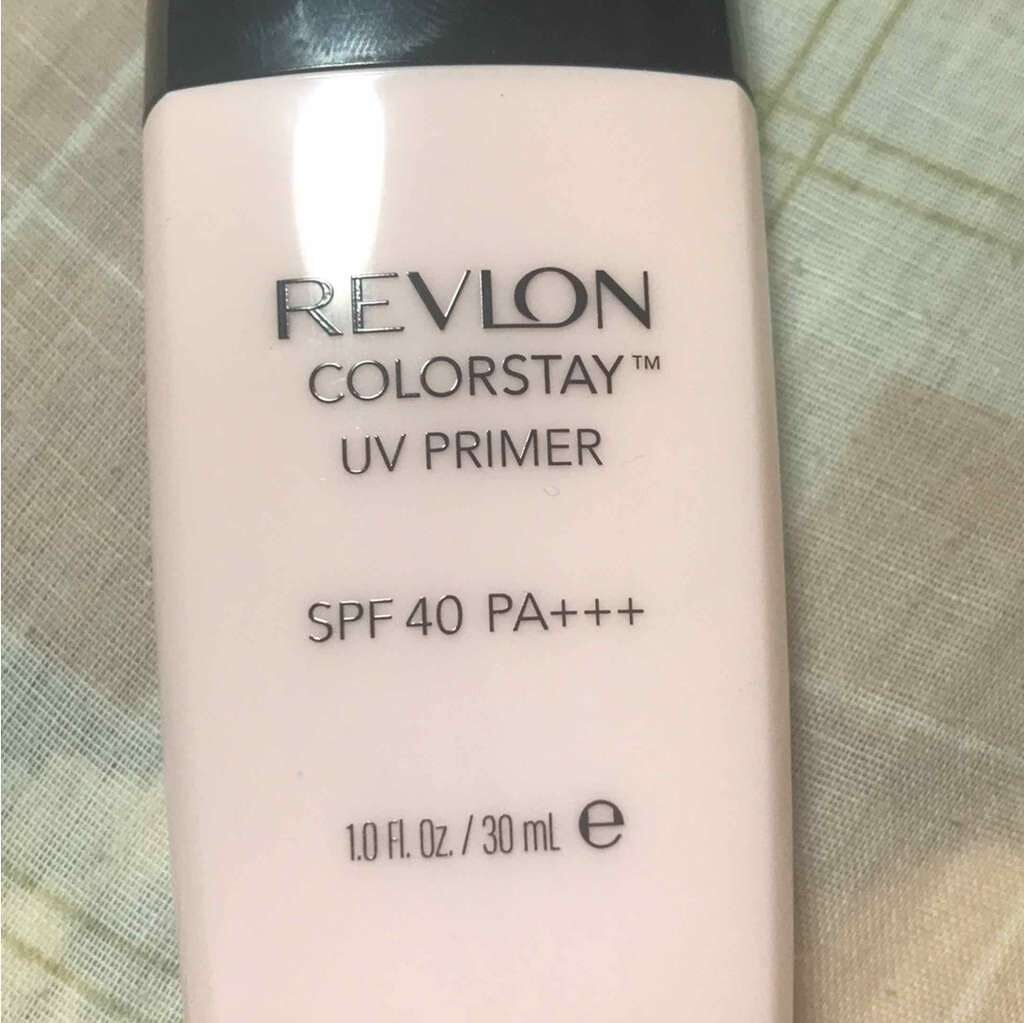 REVLON
COLORSTAY™
UV PRIMER
SPF 40 PA+++
1.0 Fl. Oz. / 30 mL ℮